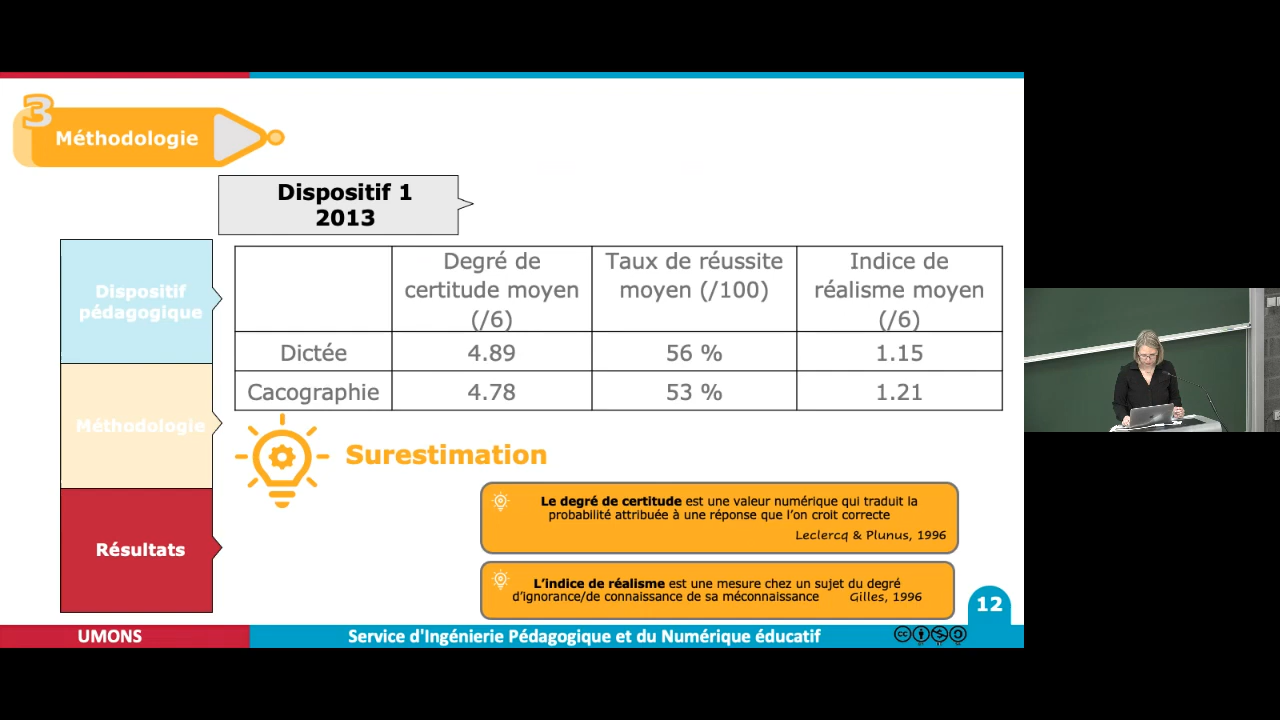 3
Méthodologie
Dispositif 1
2013
Dispositif
pédagogique
Méthodologie
Résultats
Degré de
certitude moyen
(/6)
Taux de réussite
moyen (/100)
Indice de
réalisme moyen
(/6)
Dictée 4.89 56 % 1.15
Cacographie 4.78 53 % 1.21
Surestimation
Le degré de certitude est une valeur numérique qui traduit la
probabilité attribuée à une réponse que l'on croit correcte
Leclercq & Plunus, 1996
L'indice de réalisme est une mesure chez un sujet du degré
d'ignorance/de connaissance de sa méconnaissance Gilles, 1996
12
UMONS Service d'Ingénierie Pédagogique et du Numérique éducatif